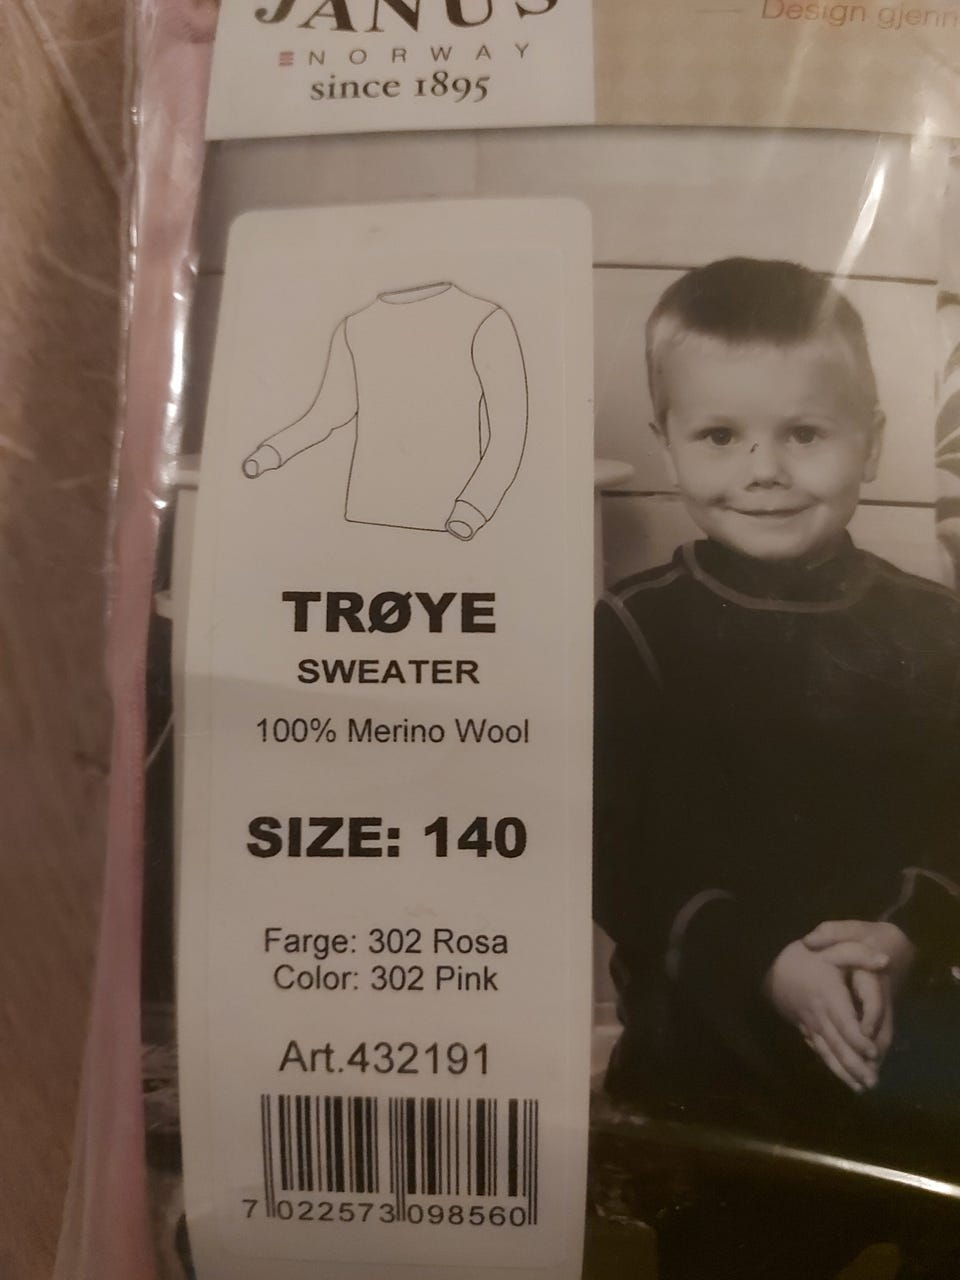 JANUS
NORWAY
since 1895
Design gjenn
TRØYE
SWEATER
100% Merino Wool
SIZE: 140
Farge: 302 Rosa
Color: 302 Pink
Art.432191
7 022573 098560